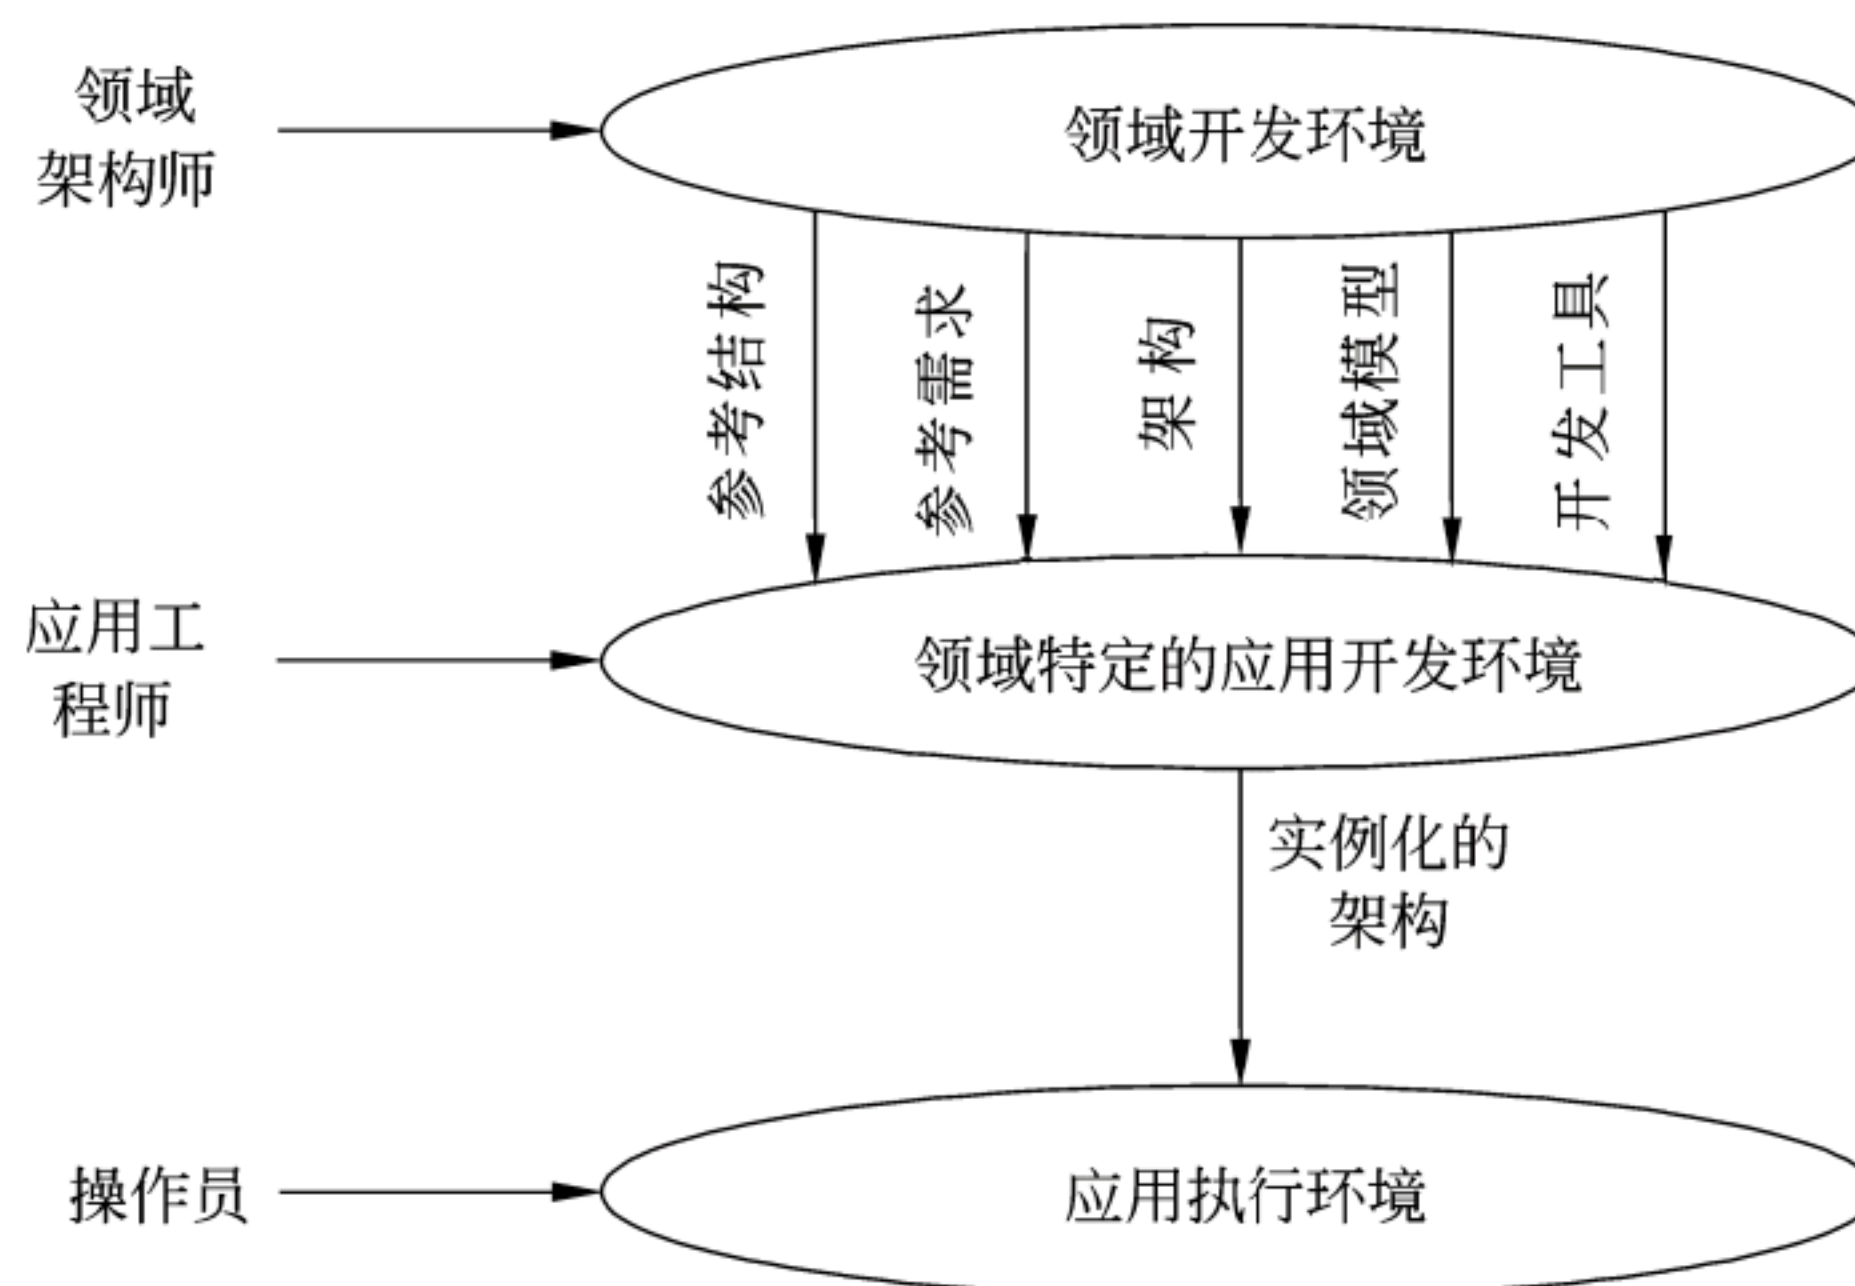 领域
架构师
领域开发环境
参考结构
参考需求
架构
领域模型
开发工具
应用工
程师
领域特定的应用开发环境
实例化的
架构
操作员
应用执行环境